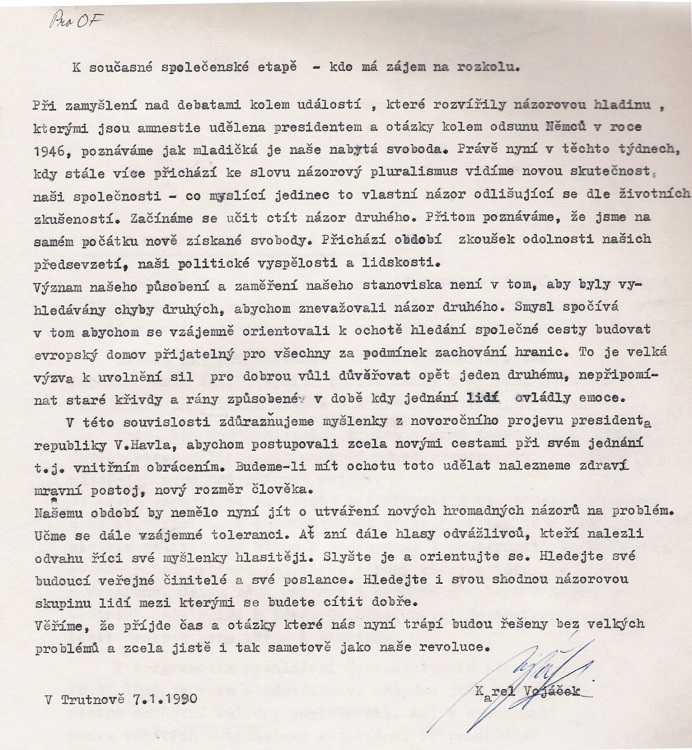 Pro OF
K současné společenské etapě - kdo má zájem na rozkolu.
Při zamyšlení nad debatami kolem událostí , které rozvířily názorovou hladinu ,
kterými jsou amnestie udělena presidentem a otázky kolem odsunu Němců v roce
1946, poznáváme jak mladičká je naše nabytá svoboda. Právě nyní v těchto týdnech,
kdy stále více přichází ke slovu názorový pluralismus vidíme novou skutečnost,
naši společnosti - co myslící jedinec to vlastní názor odlišující se dle životních
zkušeností. Začínáme se učit ctít názor druhého. Přitom poznáváme, že jsme na
samém počátku nově získané svobody. Přichází období zkoušek odolnosti našich
předsevzetí, naši politické vyspělosti a lidskosti.
Význam našeho působení a zaměření našeho stanoviska není v tom, aby byly vy-
hledávány chyby druhých, abychom znevažovali názor druhého. Smysl spočívá
v tom abychom se vzájemně orientovali k ochotě hledání společné cesty budovat
evropský domov přijatelný pro všechny za podmínek zachování hranic. To je velká
výzva k uvolnění sil pro dobrou vůli důvěřovat opět jeden druhému, nepřipomí-
nat staré křivdy a rány způsobené v době kdy jednání lidí ovládly emoce.
V této souvislosti zdůrazňujeme myšlenky z novoročního projevu presidenta
republiky V.Havla, abychom postupovali zcela novými cestami při svém jednání
t.j. vnitřním obrácením. Budeme-li mít ochotu toto udělat nalezneme zdraví
mravní postoj, nový rozměr člověka.
Našemu období by nemělo nyní jít o utváření nových hromadných názorů na problém.
Učme se dále vzájemné toleranci. Ať zní dále hlasy odvážlivců, kteří nalezli
odvahu říci své myšlenky hlasitěji. Slyšte je a orientujte se. Hledejte své
budoucí veřejné činitelé a své poslance. Hledejte i svou shodnou názorovou
skupinu lidí mezi kterými se budete cítit dobře.
Věříme, že příjde čas a otázky které nás nyní trápí budou řešeny bez velkých
problémů a zcela jistě i tak sametově jako naše revoluce.
V Trutnově 7.1.1990 Karel Vojáček